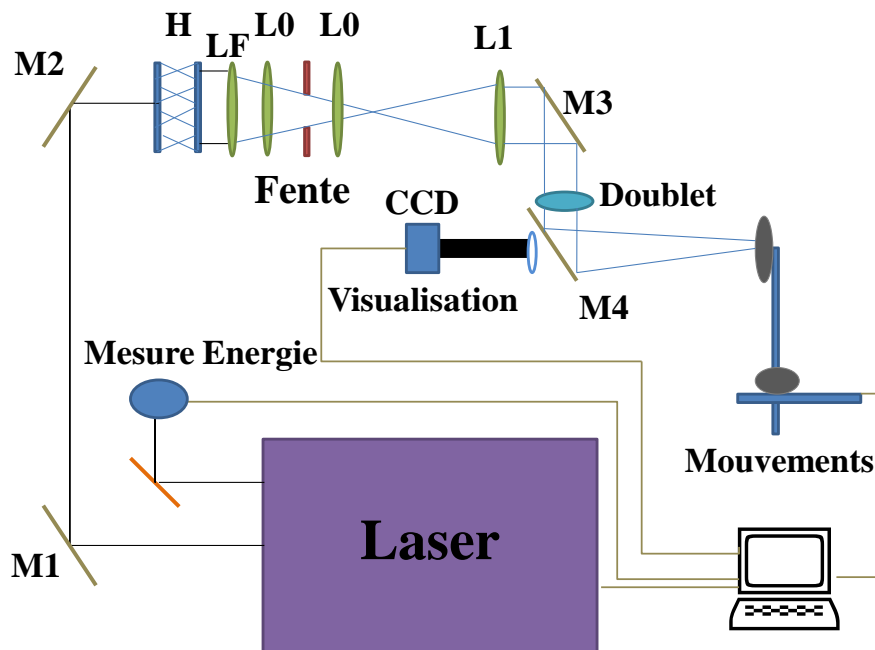 H
LF
L0
L0
L1
M2
M3
Fente
CCD
Doublet
Visualisation
M4
Mesure Energie
Mouvements
Laser
M1